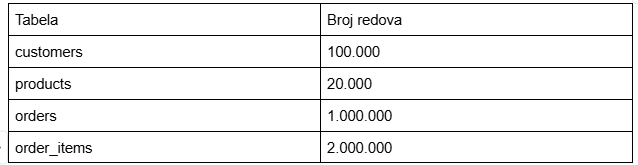 Tabela Broj redova
customers 100.000
products 20.000
orders 1.000.000
order_items 2.000.000